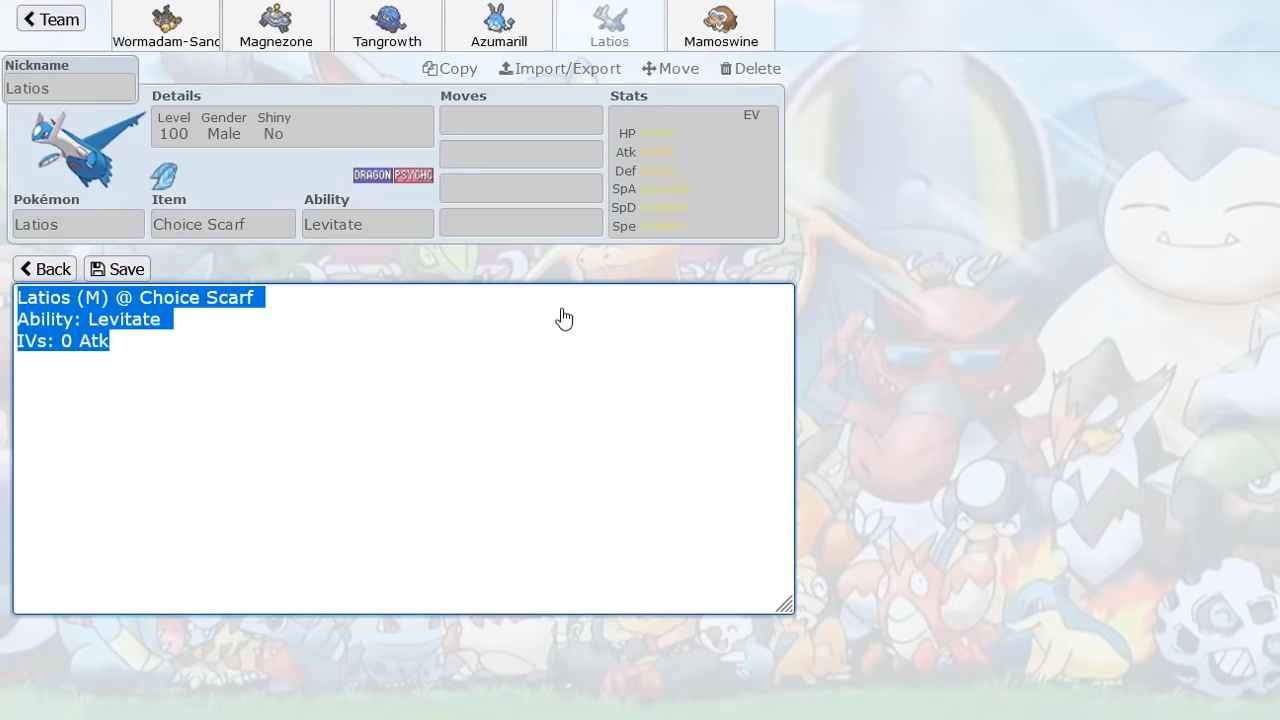 Team
Wormadam-Sand
Magnezone
Tangrowth
Azumarill
Latios
Mamoswine
Nickname
Latios
Copy
Import/Export
Move
Delete
Details
Moves
Stats
Level
Gender
Shiny
100
Male
No
EV
HP
Atk
Def
SpA
SpD
Spe
DRAGON
PSYCHC
Pokémon
Item
Ability
Latios
Choice Scarf
Levitate
Back
Save
Latios (M) @ Choice Scarf
Ability: Levitate
IVs: 0 Atk